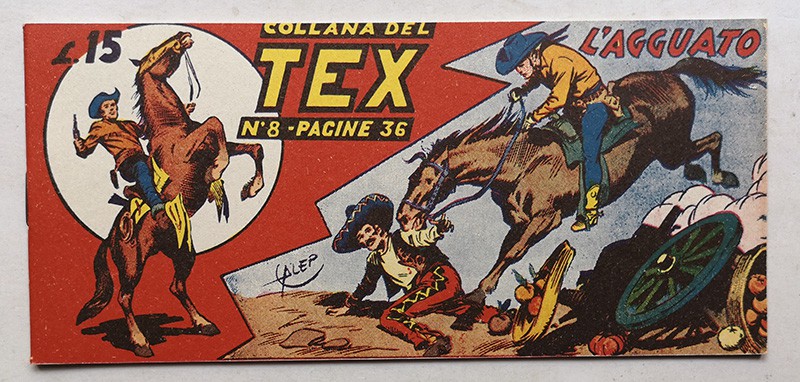 L.15
COLLANA DEL
TEX
N°8 - PAGINE 36
L'AGGUATO
GALEP